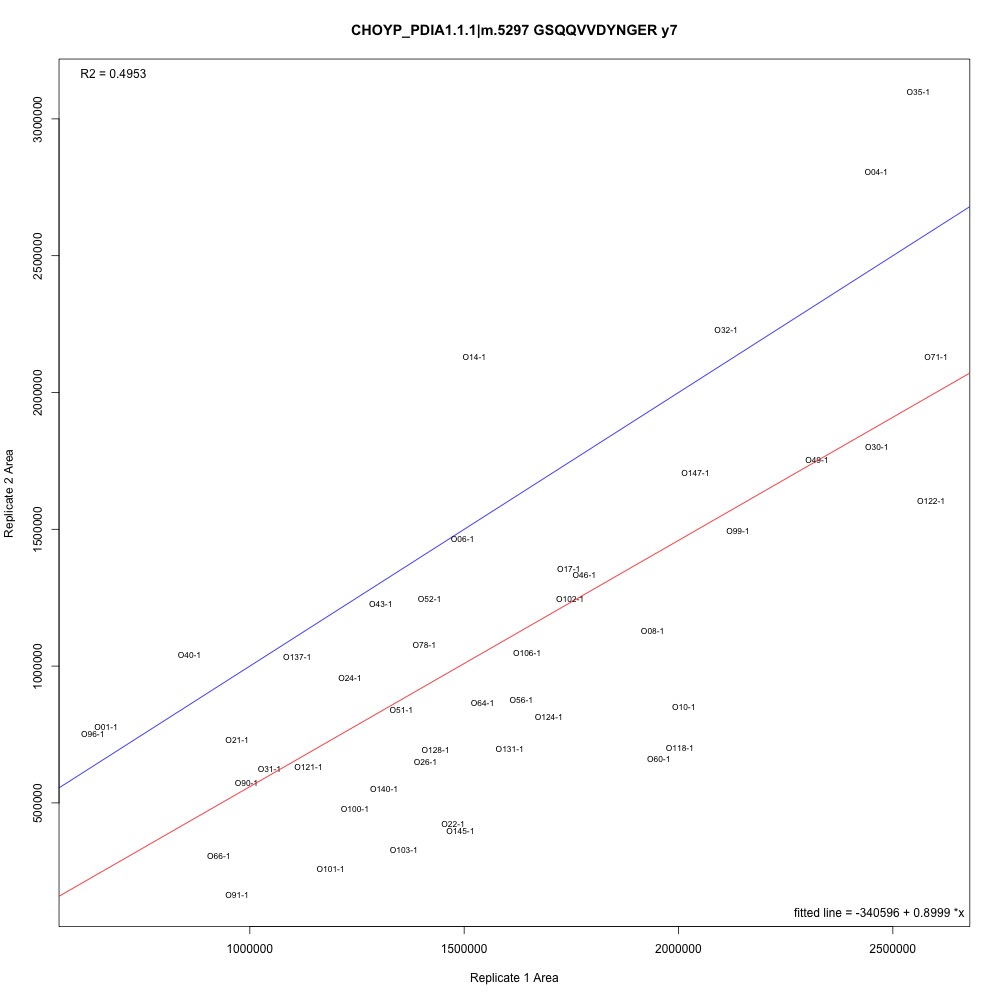 CHOYP_PDIA1.1.1|m.5297 GSQQVVDYNGER y7
R2 = 0.4953
O35-1
O04-1
O32-1
O14-1
O71-1
O30-1
O49-1
O147-1
O122-1
O99-1
O06-1
O17-1
O46-1
O52-1
O102-1
O43-1
O08-1
O78-1
O106-1
O40-1
O137-1
O24-1
O56-1
O64-1
O10-1
O51-1
O124-1
O01-1
O96-1
O21-1
O118-1
O131-1
O128-1
O60-1
O26-1
O121-1
O31-1
O90-1
O140-1
O100-1
O22-1
O145-1
O103-1
O66-1
O101-1
O91-1
fitted line = -340596 + 0.8999 *x
3000000
2500000
2000000
1500000
1000000
500000
Replicate 2 Area
1000000
1500000
2000000
2500000
Replicate 1 Area